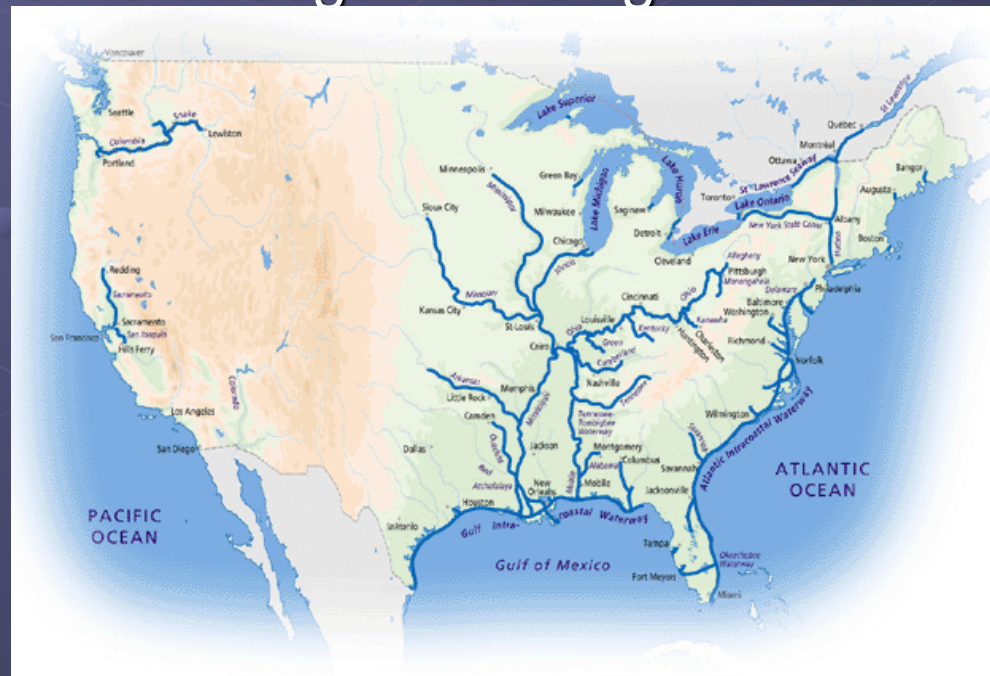 Vancouver
Seattle
Snake
Columbia
Lewiston
Portland
Lake Superior
St Lawrence
Québec
Montréal
Ottawa
St Lawrence Seaway
Bangor
Augusta
Minneapolis
Mississippi
Green Bay
Lake Michigan
Lake Huron
Toronto
Lake Ontario
Sioux City
Milwaukee
Saginaw
Detroit
Lake Erie
New York State Canal
Albany
Hudson
Boston
Chicago
Illinois
Cleveland
Allegheny
Pittsburgh
Monongahela
New York
Philadelphia
Delaware
Baltimore
Washington
Redding
Sacramento
Sacramento
San Joaquin
San Francisco
Hills Ferry
Missouri
Kansas City
St-Louis
Cincinnati
Ohio
Louisville
Kanawha
Kentucky
Charleston
Huntington
Richmond
Norfolk
Cairo
Ohio
Green
Cumberland
Nashville
Tennessee
Arkansas
Memphis
Little Rock
Mississippi
Camden
Tennessee-
Tombigbee
Waterway
Wilmington
Colorado
Los Angeles
San Diego
Dallas
Ouachita
Red
Jackson
Montgomery
Alabama
Columbus
Savannah
Savannah
Atlantic Intracoastal Waterway
ATLANTIC
OCEAN
Atchafalaya
New
Orleans
Mobile
Mobile
Jacksonville
Houston
PACIFIC
OCEAN
Gulf Intra-
coastal Waterway
Tampa
Okeechobee
Waterway
Gulf of Mexico
Fort Meyers
Miami